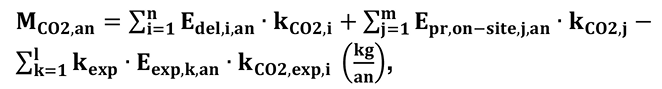 M_CO2,an = ∑_{i=1}^{n} E_del,i,an · k_CO2,i + ∑_{j=1}^{m} E_pr,on−site,j,an · k_CO2,j −
∑_{k=1}^{l} k_exp · E_exp,k,an · k_CO2,exp,i (kg/an),